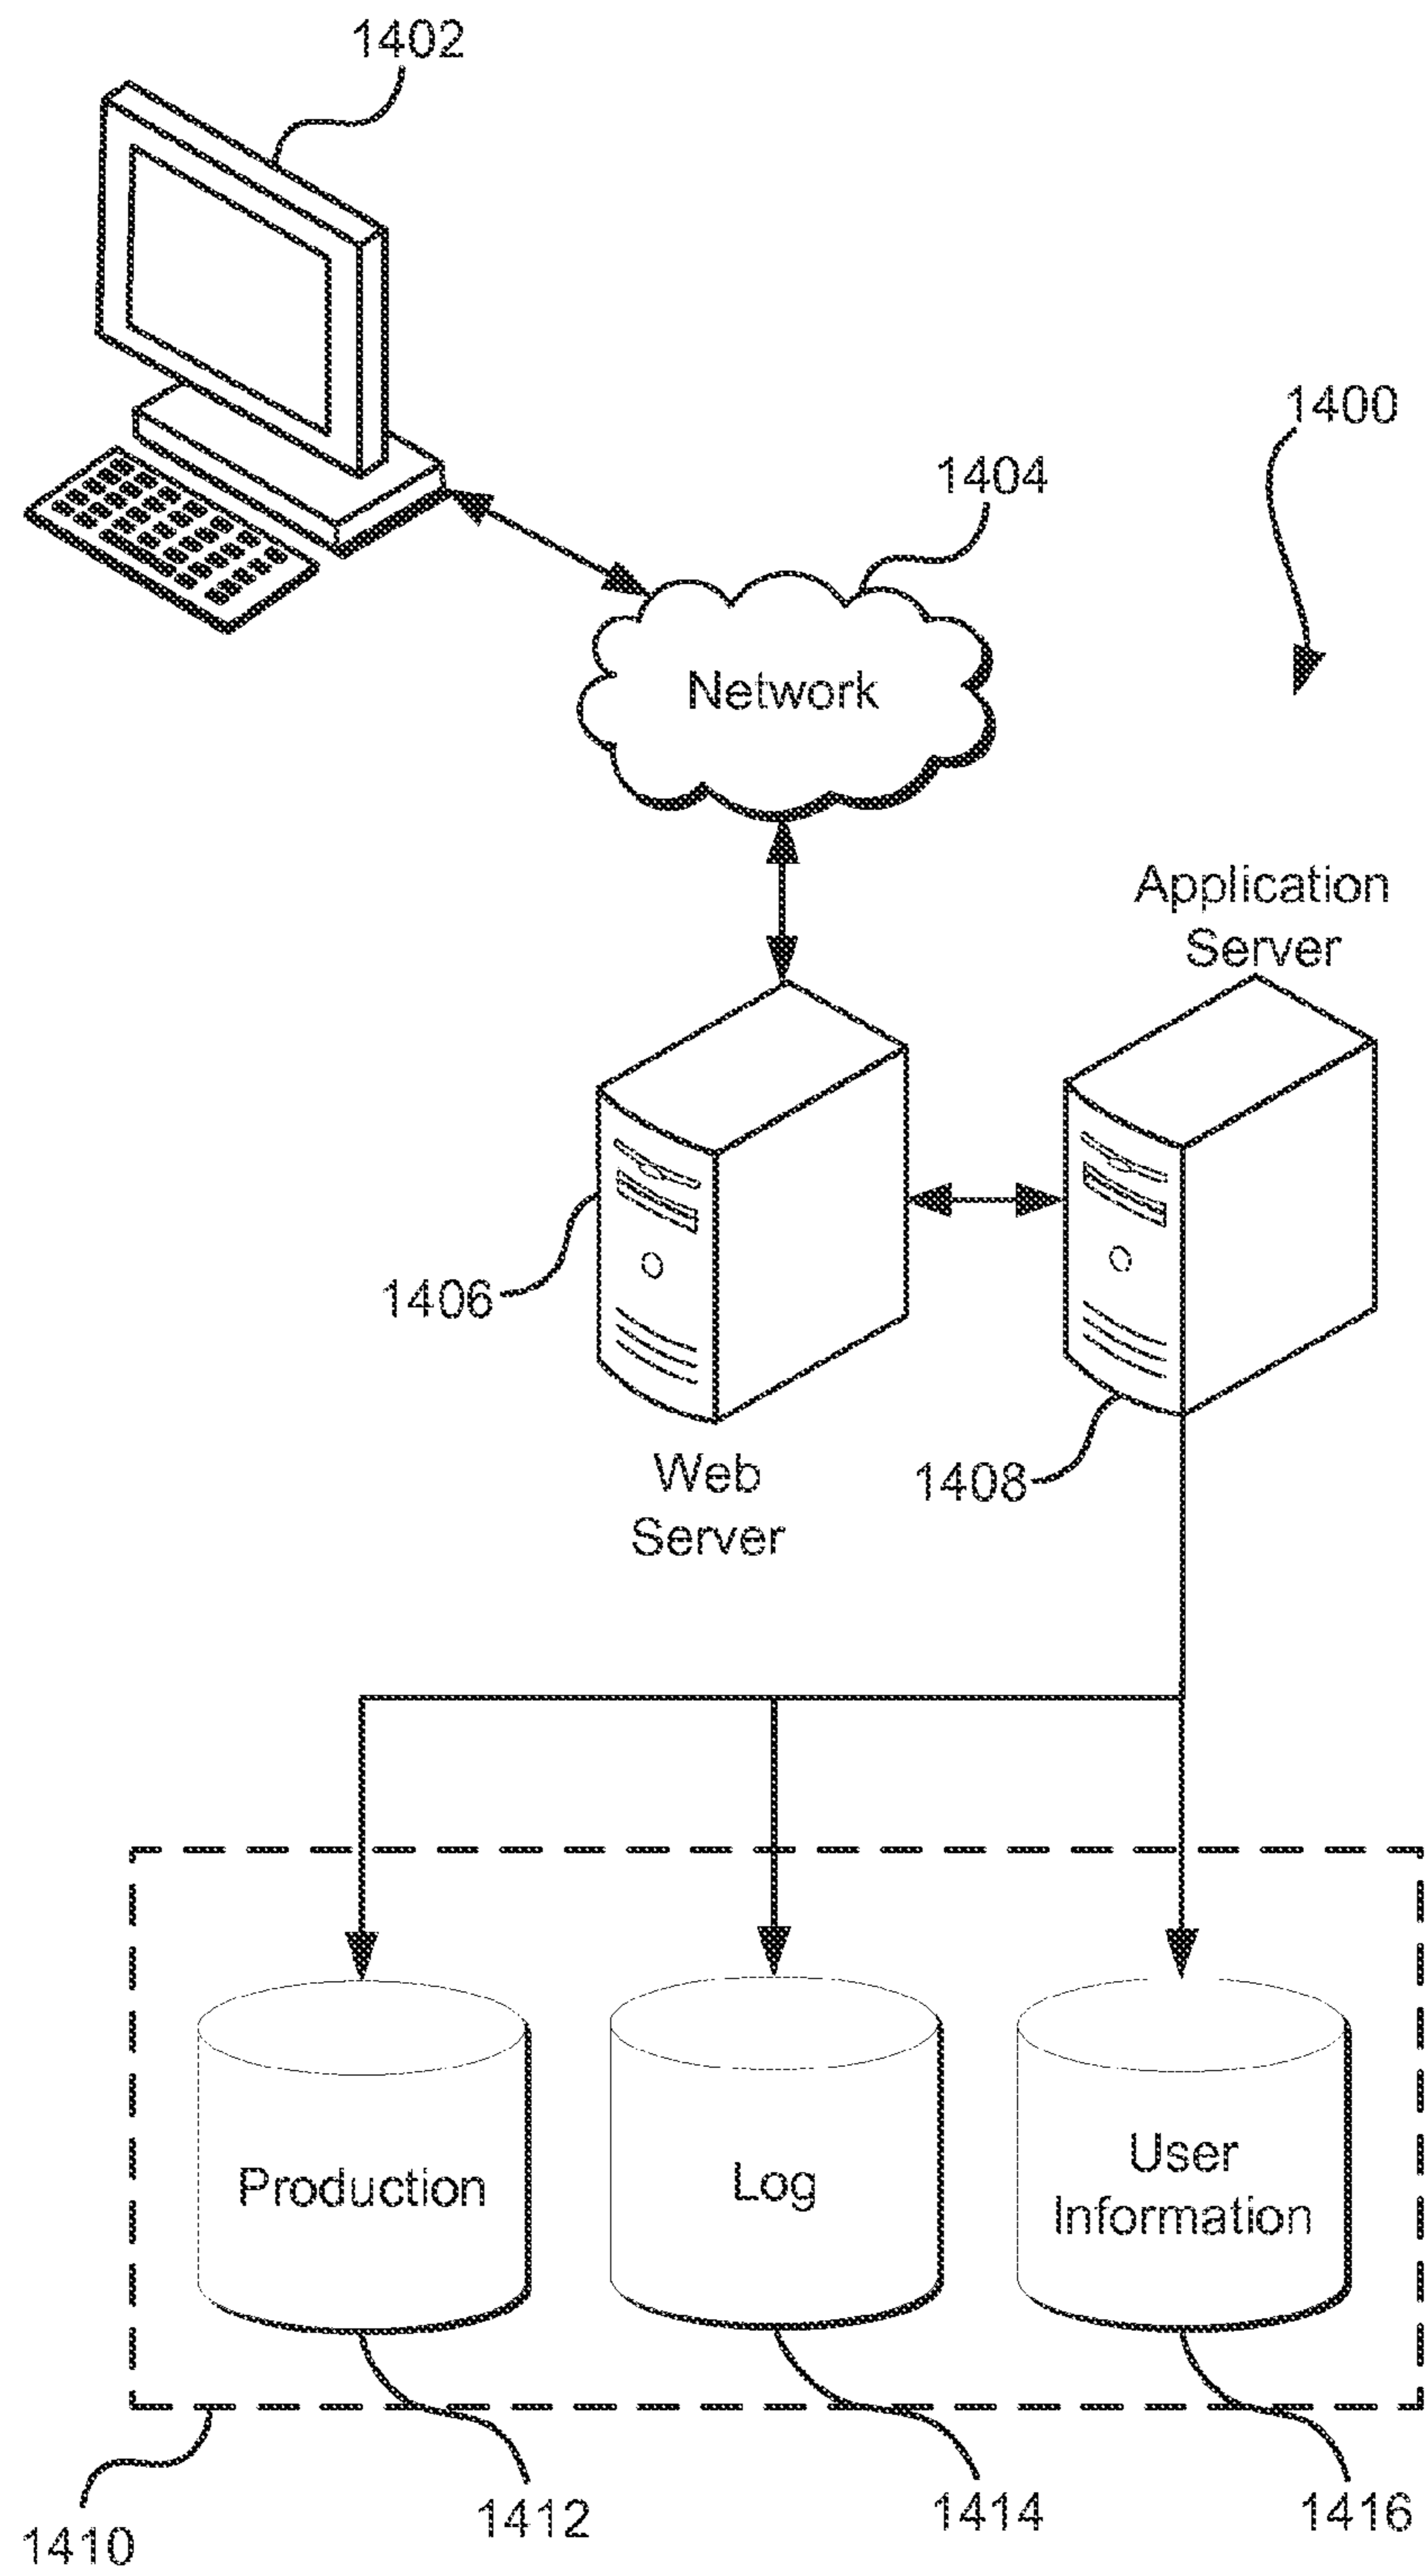 1402
1400
1404
Network
Application
Server
1406
Web
Server
1408
Production
Log
User
Information
1410
1412
1414
1416